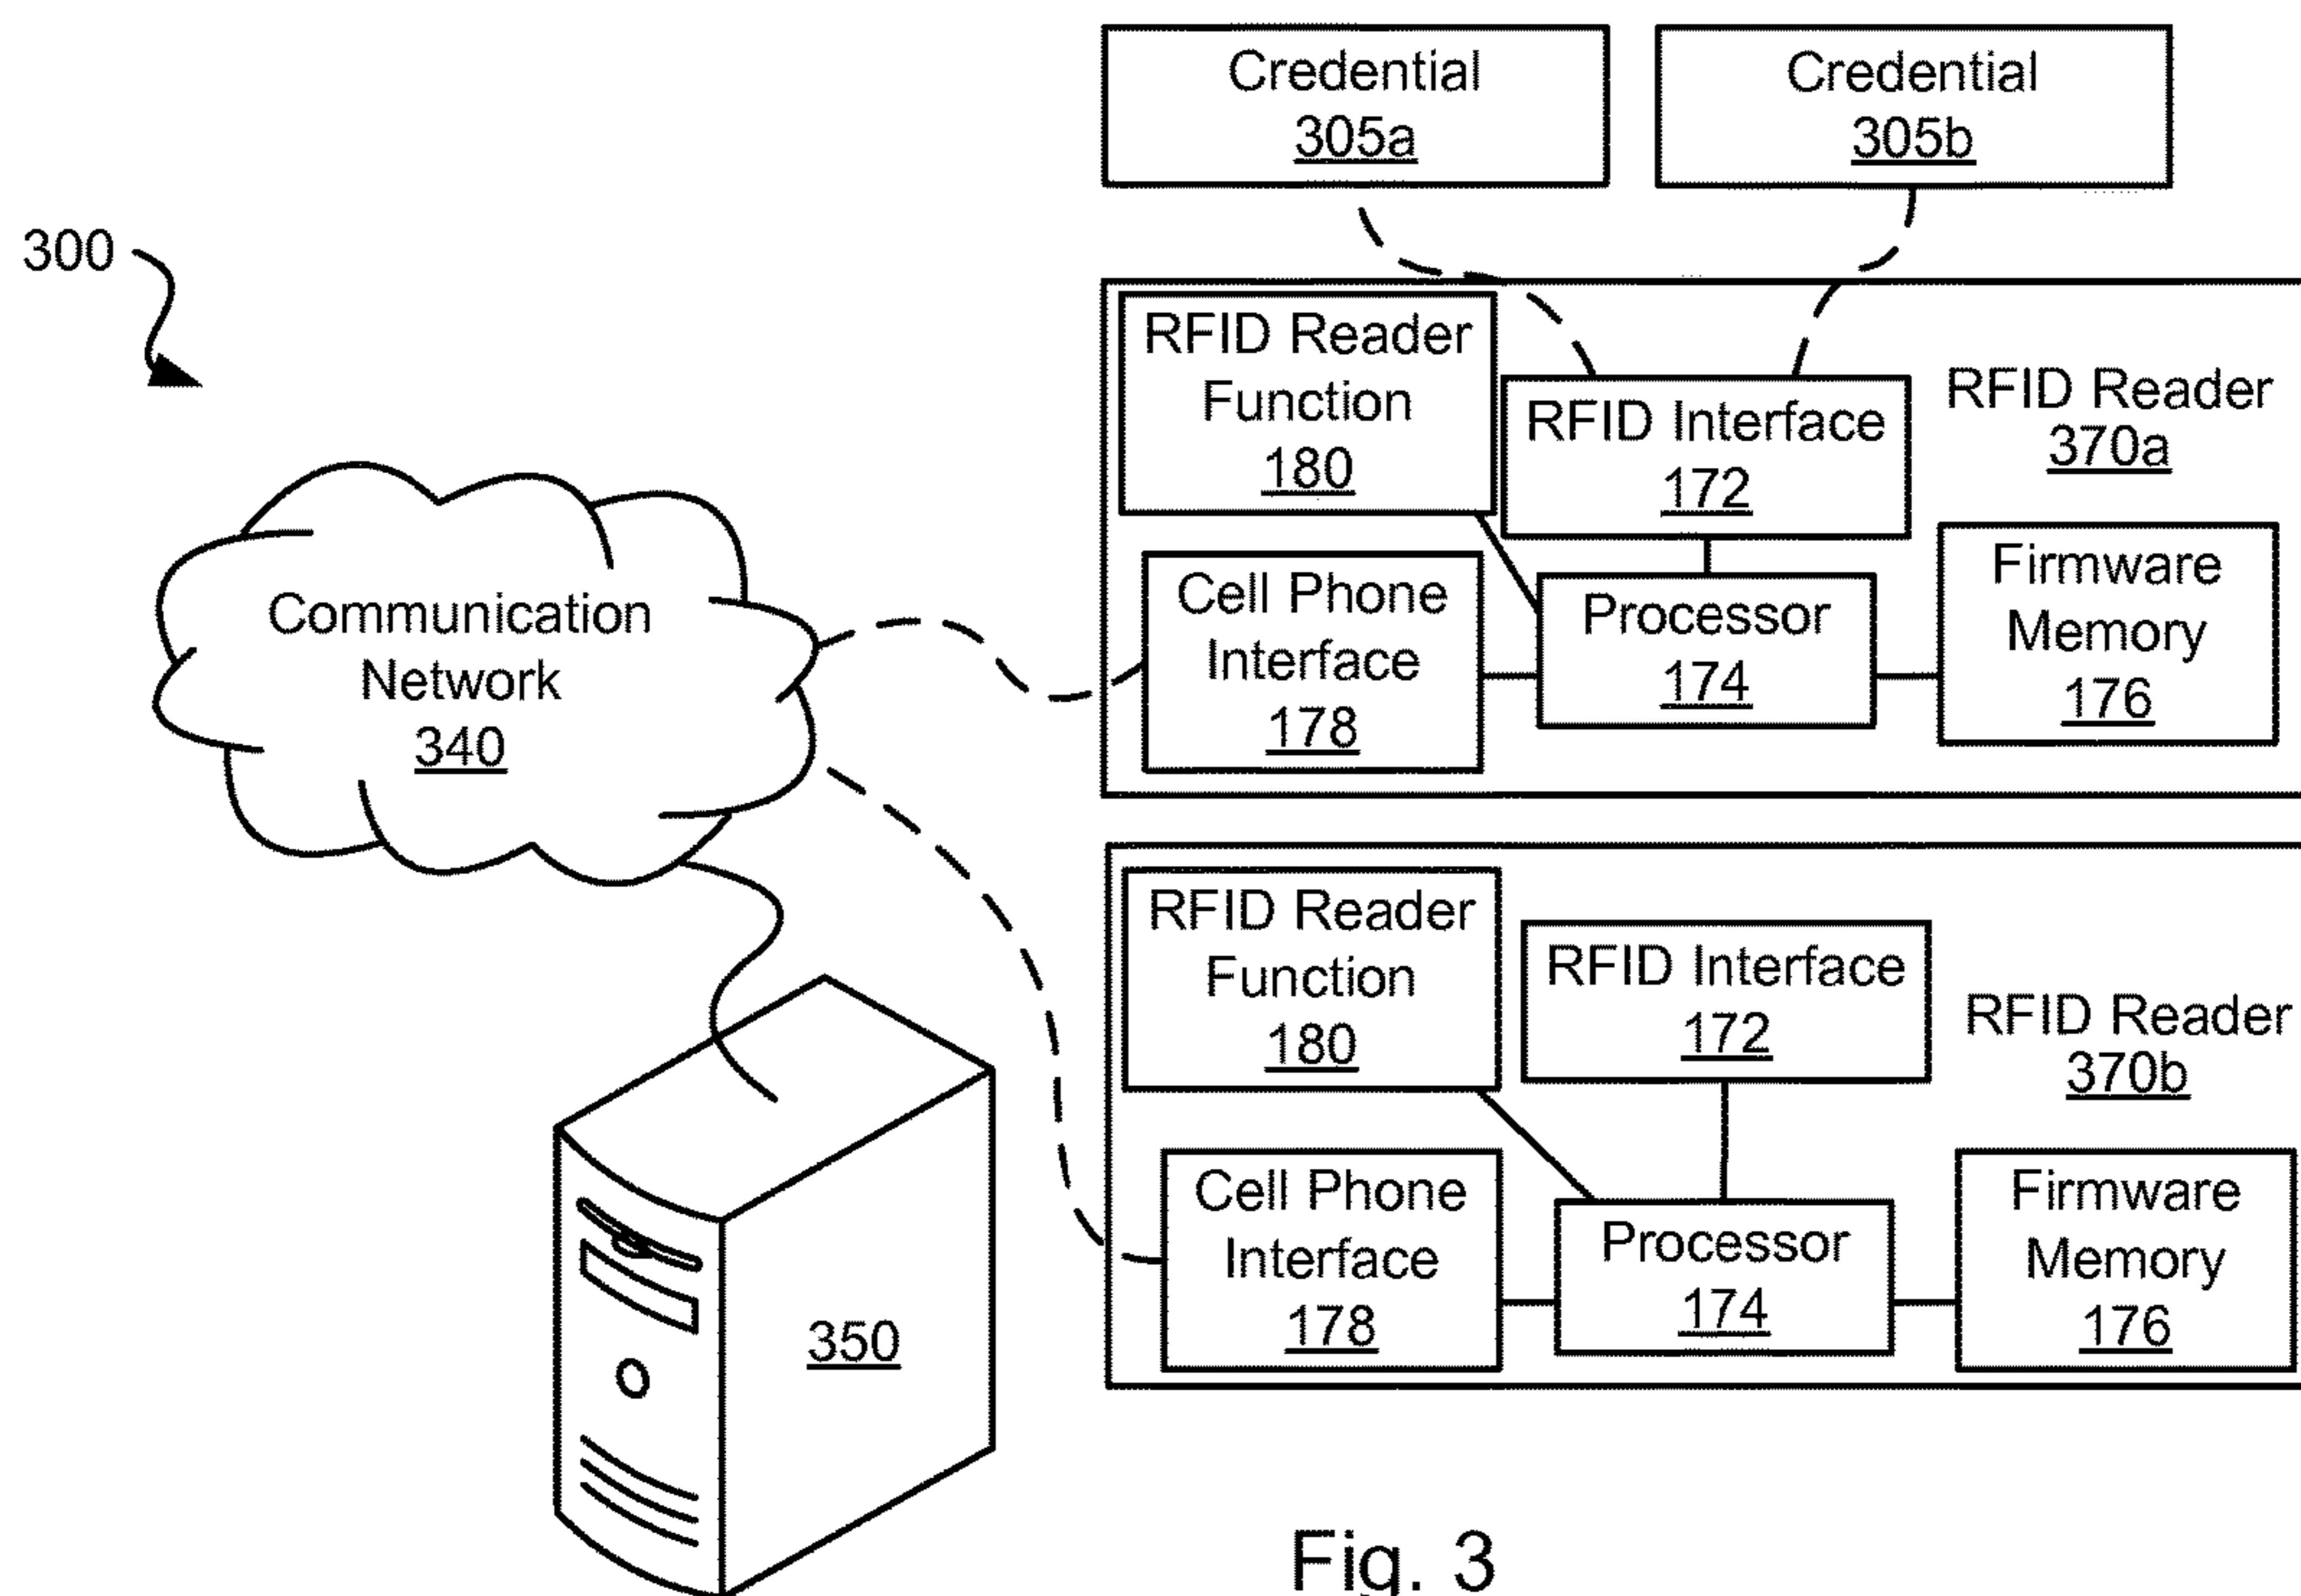 Credential
305a
Credential
305b
300
RFID Reader
Function
180
RFID Interface
172
RFID Reader
370a
Cell Phone
Interface
178
Processor
174
Firmware
Memory
176
Communication
Network
340
RFID Reader
Function
180
RFID Interface
172
RFID Reader
370b
Cell Phone
Interface
178
Processor
174
Firmware
Memory
176
350
Fig. 3